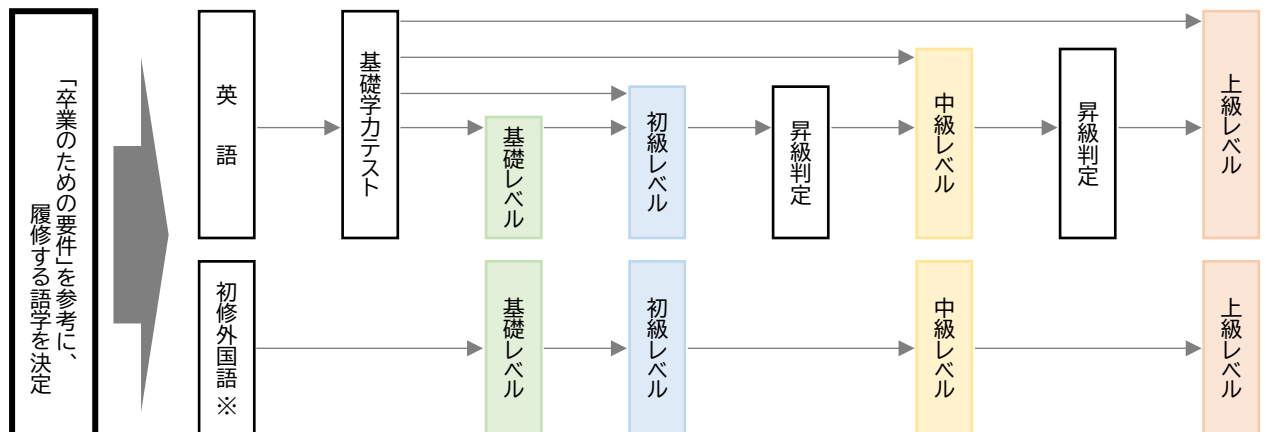 「卒業のための要件」を参考に、
履修する語学を決定
英語
基礎学力テスト
基礎レベル
初級レベル
昇級判定
中級レベル
昇級判定
上級レベル
初修外国語※
基礎レベル
初級レベル
中級レベル
上級レベル